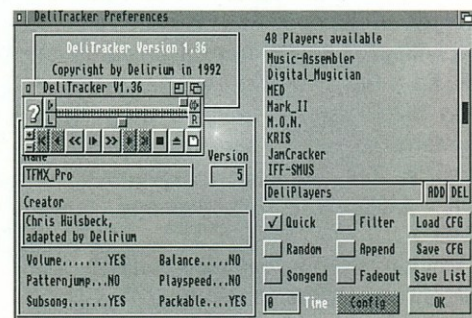 DeliTracker Preferences
DeliTracker Version 1.36
Copyright by Delirium in 1992
DeliTracker V1.36
L
R
Name
Version
TFMX_Pro
5
Creator
Chris Hülsbeck,
adapted by Delirium
Volume........YES
Balance.....NO
Patternjump...NO
Playspeed...NO
Subsong.......YES
Packable....YES
48 Players available
Music-Assembler
Digital_Mugician
MED
Mark_II
M.O.N.
KRIS
JamCracker
IFF-SMUS
DeliPlayers
ADD DEL
Quick
Filter
Load CFG
Random
Append
Save CFG
Songend
Fadeout
Save List
0
Time
Config
OK